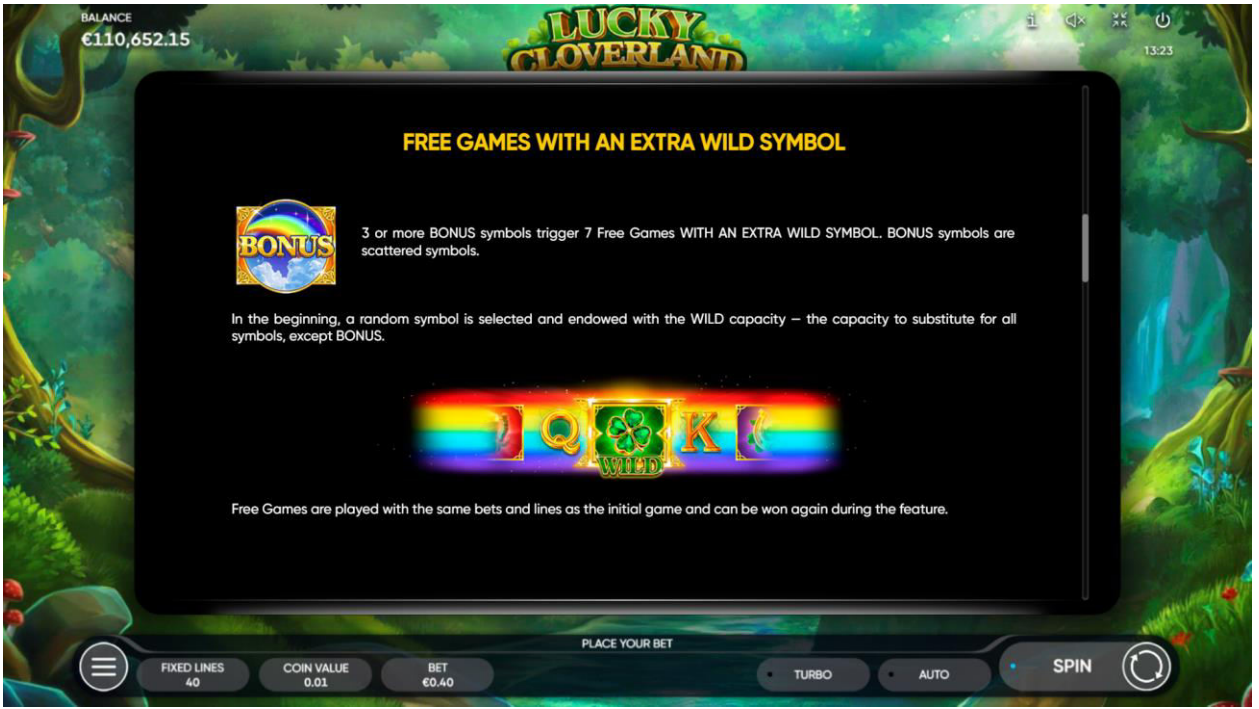 BALANCE
€110,652.15
LUCKY
CLOVERLAND
13:23
FREE GAMES WITH AN EXTRA WILD SYMBOL
BONUS
3 or more BONUS symbols trigger 7 Free Games WITH AN EXTRA WILD SYMBOL. BONUS symbols are
scattered symbols.
In the beginning, a random symbol is selected and endowed with the WILD capacity – the capacity to substitute for all
symbols, except BONUS.
Q K
WILD
Free Games are played with the same bets and lines as the initial game and can be won again during the feature.
PLACE YOUR BET
FIXED LINES
40
COIN VALUE
0.01
BET
€0.40
TURBO
AUTO
SPIN